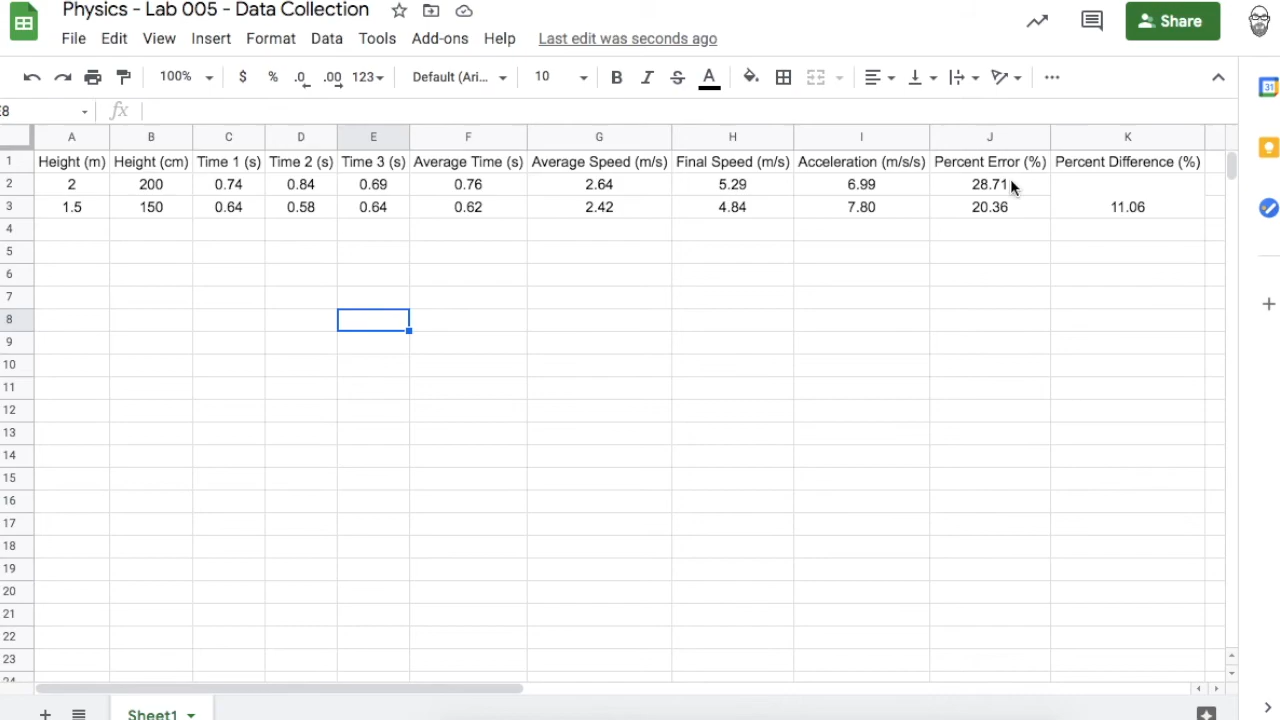 Physics - Lab 005 - Data Collection
File Edit View Insert Format Data Tools Add-ons Help Last edit was seconds ago
Share
100% $ % .0 .00 123 Default (Ari... 10 B I S A
E8 fx
31
A B C D E F G H I J K
1 Height (m) Height (cm) Time 1 (s) Time 2 (s) Time 3 (s) Average Time (s) Average Speed (m/s) Final Speed (m/s) Acceleration (m/s/s) Percent Error (%) Percent Difference (%)
2 2 200 0.74 0.84 0.69 0.76 2.64 5.29 6.99 28.71
3 1.5 150 0.64 0.58 0.64 0.62 2.42 4.84 7.80 20.36 11.06
4
5
6
7
8
9
10
11
12
13
14
15
16
17
18
19
20
21
22
23
24
Sheet1